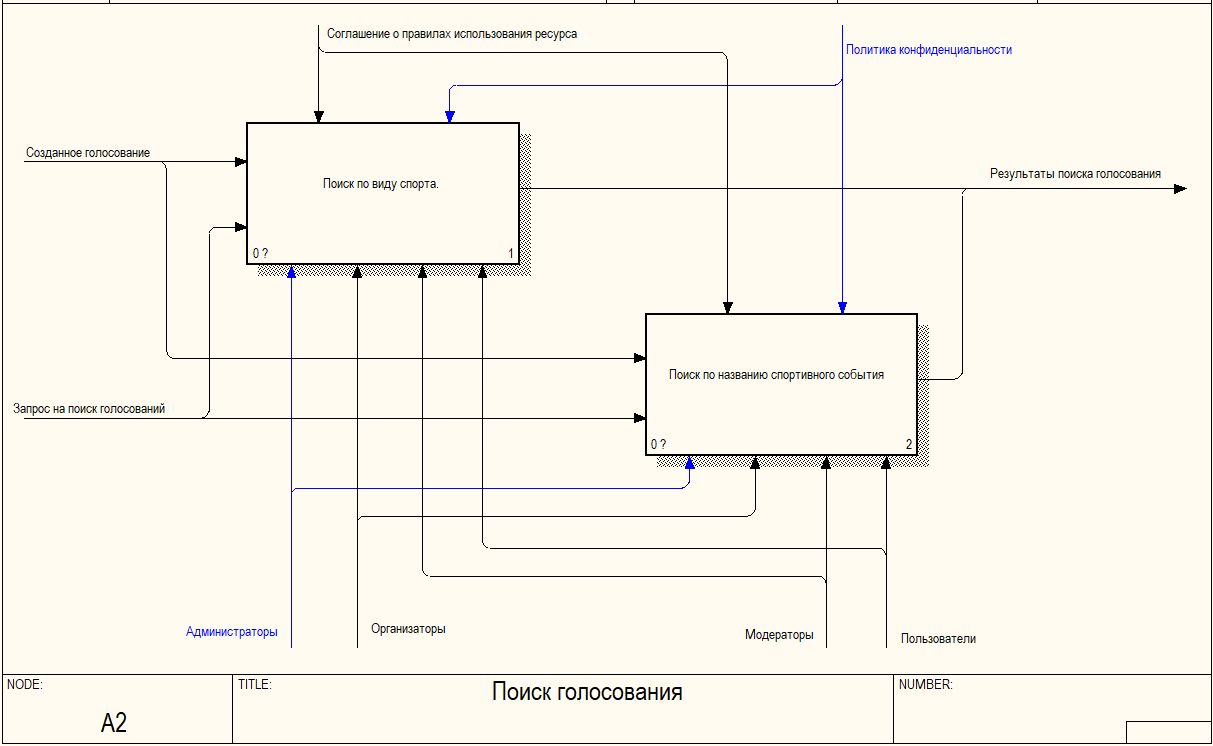 Соглашение о правилах использования ресурса
Политика конфиденциальности
Созданное голосование
Поиск по виду спорта.
0 ?
1
Результаты поиска голосования
Запрос на поиск голосований
Поиск по названию спортивного события
0 ?
2
Администраторы
Организаторы
Модераторы
Пользователи
NODE:
A2
TITLE:
Поиск голосования
NUMBER: